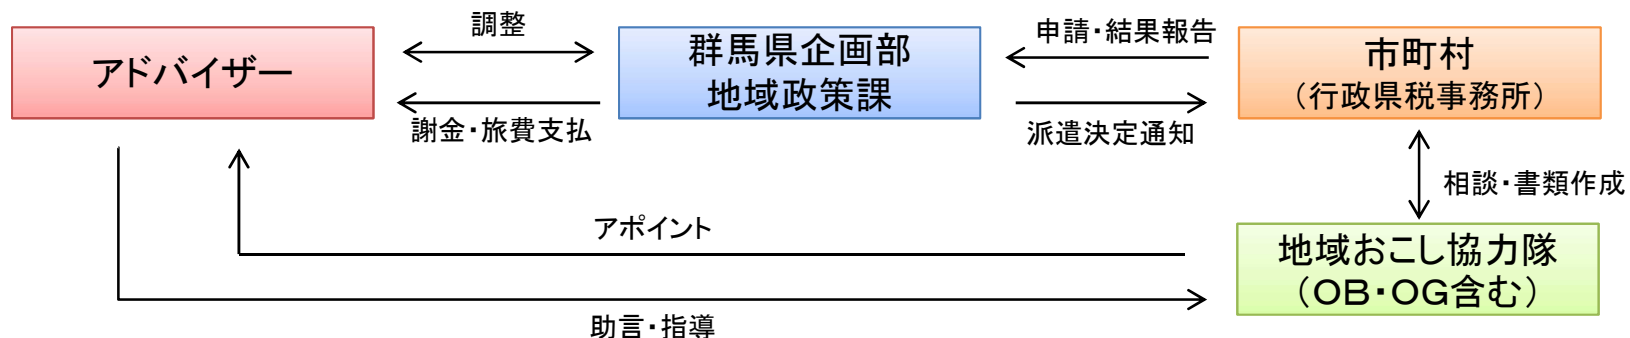 調整
アドバイザー
群馬県企画部
地域政策課
申請・結果報告
市町村
（行政県税事務所）
謝金・旅費支払
派遣決定通知
相談・書類作成
アポイント
地域おこし協力隊
（ＯＢ・ＯＧ含む）
助言・指導